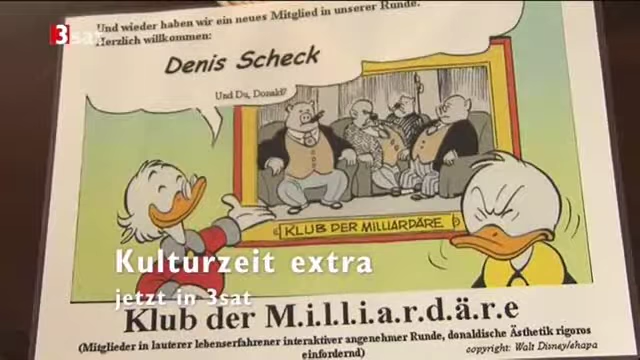 Und wieder haben wir ein neues Mitglied in unserer Runde.
3sat
Herzlich willkommen:
Denis Scheck
Und Du, Donald?
KLUB DER MILLIARDÄRE
Kulturzeit extra
jetzt in 3sat
Klub der M.i.l.l.i.a.r.d.ä.r.e
(Mitglieder in lauterer lebenserfahrener interaktiver angenehmer Runde, donaldische Ästhetik rigoros
einfordernd)
copyright: Walt Disney/ehapa